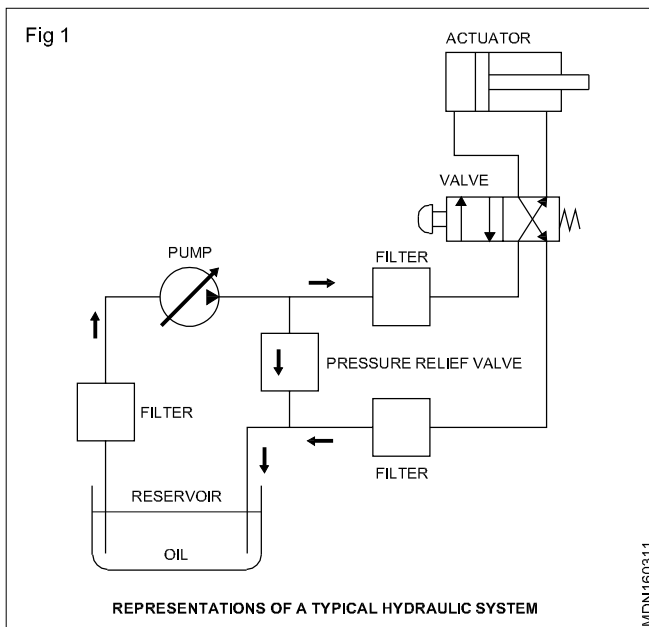 Fig 1
ACTUATOR
VALVE
PUMP
FILTER
PRESSURE RELIEF VALVE
FILTER
FILTER
RESERVOIR
OIL
REPRESENTATIONS OF A TYPICAL HYDRAULIC SYSTEM
MDN160311